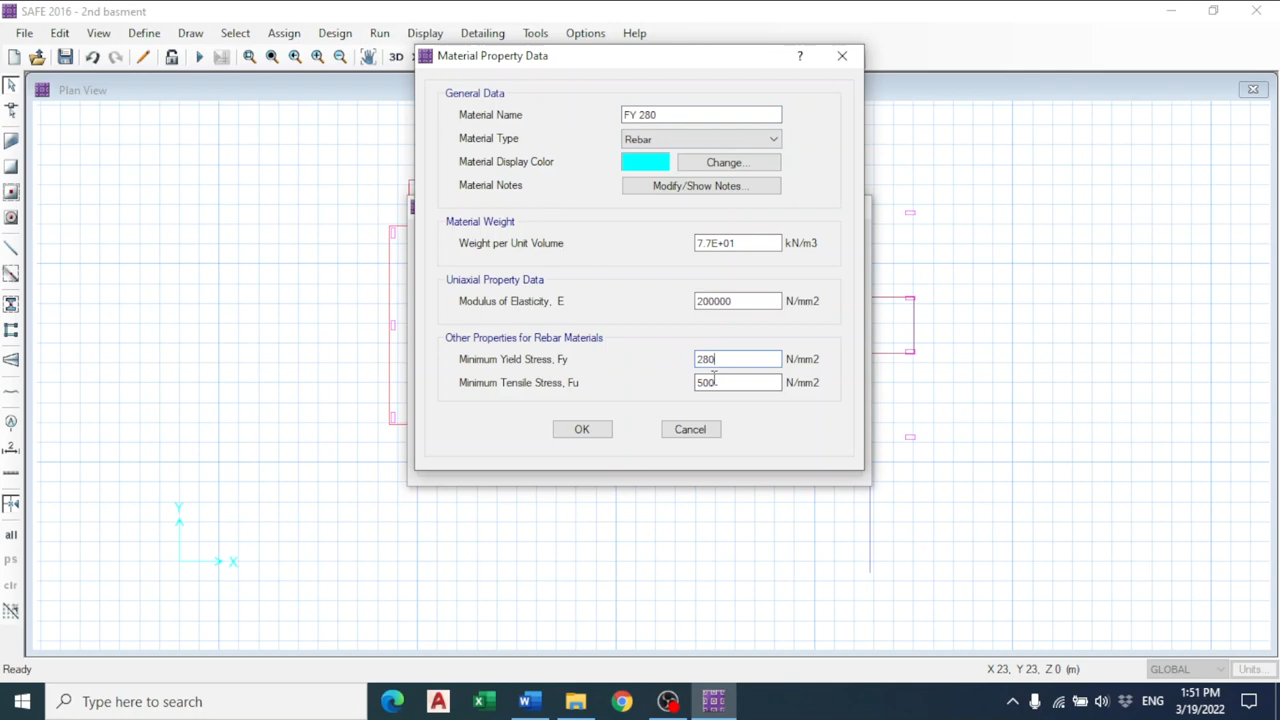 SAFE 2016 - 2nd basment
File Edit View Define Draw Select Assign Design Run Display Detailing Tools Options Help
3D
Plan View
Material Property Data
?
General Data
Material Name FY 280
Material Type Rebar
Material Display Color Change...
Material Notes Modify/Show Notes...
Material Weight
Weight per Unit Volume 7.7E+01 kN/m3
Uniaxial Property Data
Modulus of Elasticity, E 200000 N/mm2
Other Properties for Rebar Materials
Minimum Yield Stress, Fy 280 N/mm2
Minimum Tensile Stress, Fu 500 N/mm2
OK Cancel
Y
X
all
ps
clr
Ready
X 23, Y 23, Z 0 (m)
GLOBAL
Units...
Type here to search
ENG
1:51 PM
3/19/2022